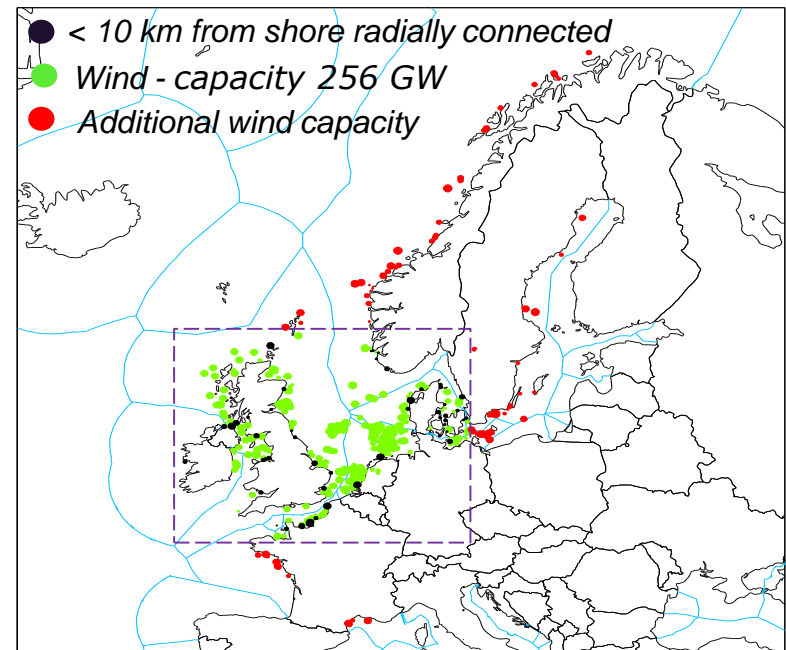 < 10 km from shore radially connected
Wind - capacity 256 GW
Additional wind capacity